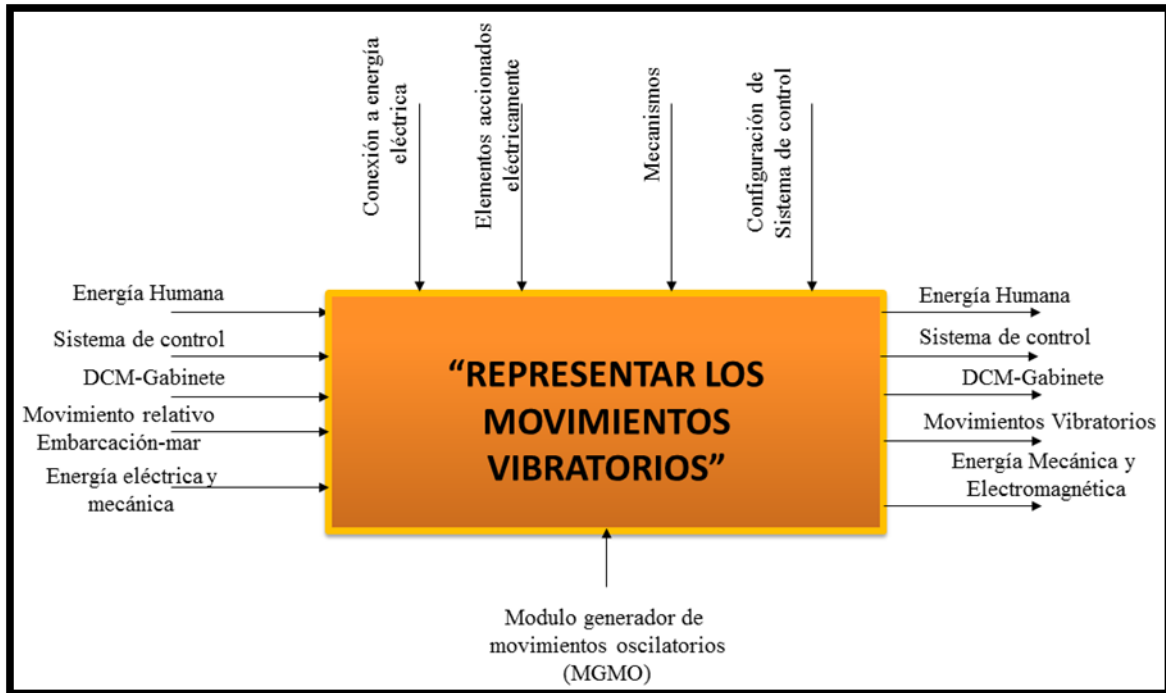 Conexión a energía
eléctrica
Elementos accionados
eléctricamente
Mecanismos
Configuración de
Sistema de control
Energía Humana
Sistema de control
DCM-Gabinete
Movimiento relativo
Embarcación-mar
Energía eléctrica y
mecánica
“REPRESENTAR LOS
MOVIMIENTOS
VIBRATORIOS”
Energía Humana
Sistema de control
DCM-Gabinete
Movimientos Vibratorios
Energía Mecánica y
Electromagnética
Modulo generador de
movimientos oscilatorios
(MGMO)